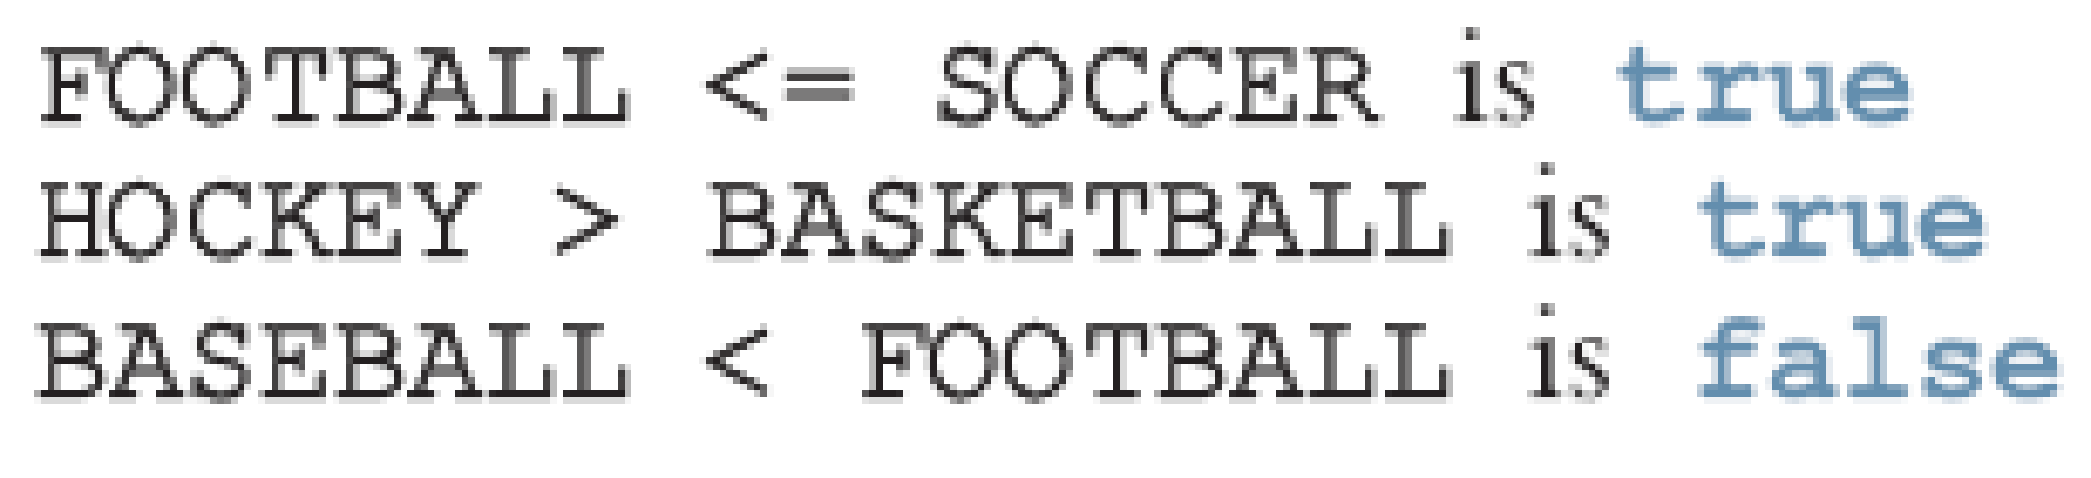 FOOTBALL <= SOCCER is true
HOCKEY > BASKETBALL is true
BASEBALL < FOOTBALL is false